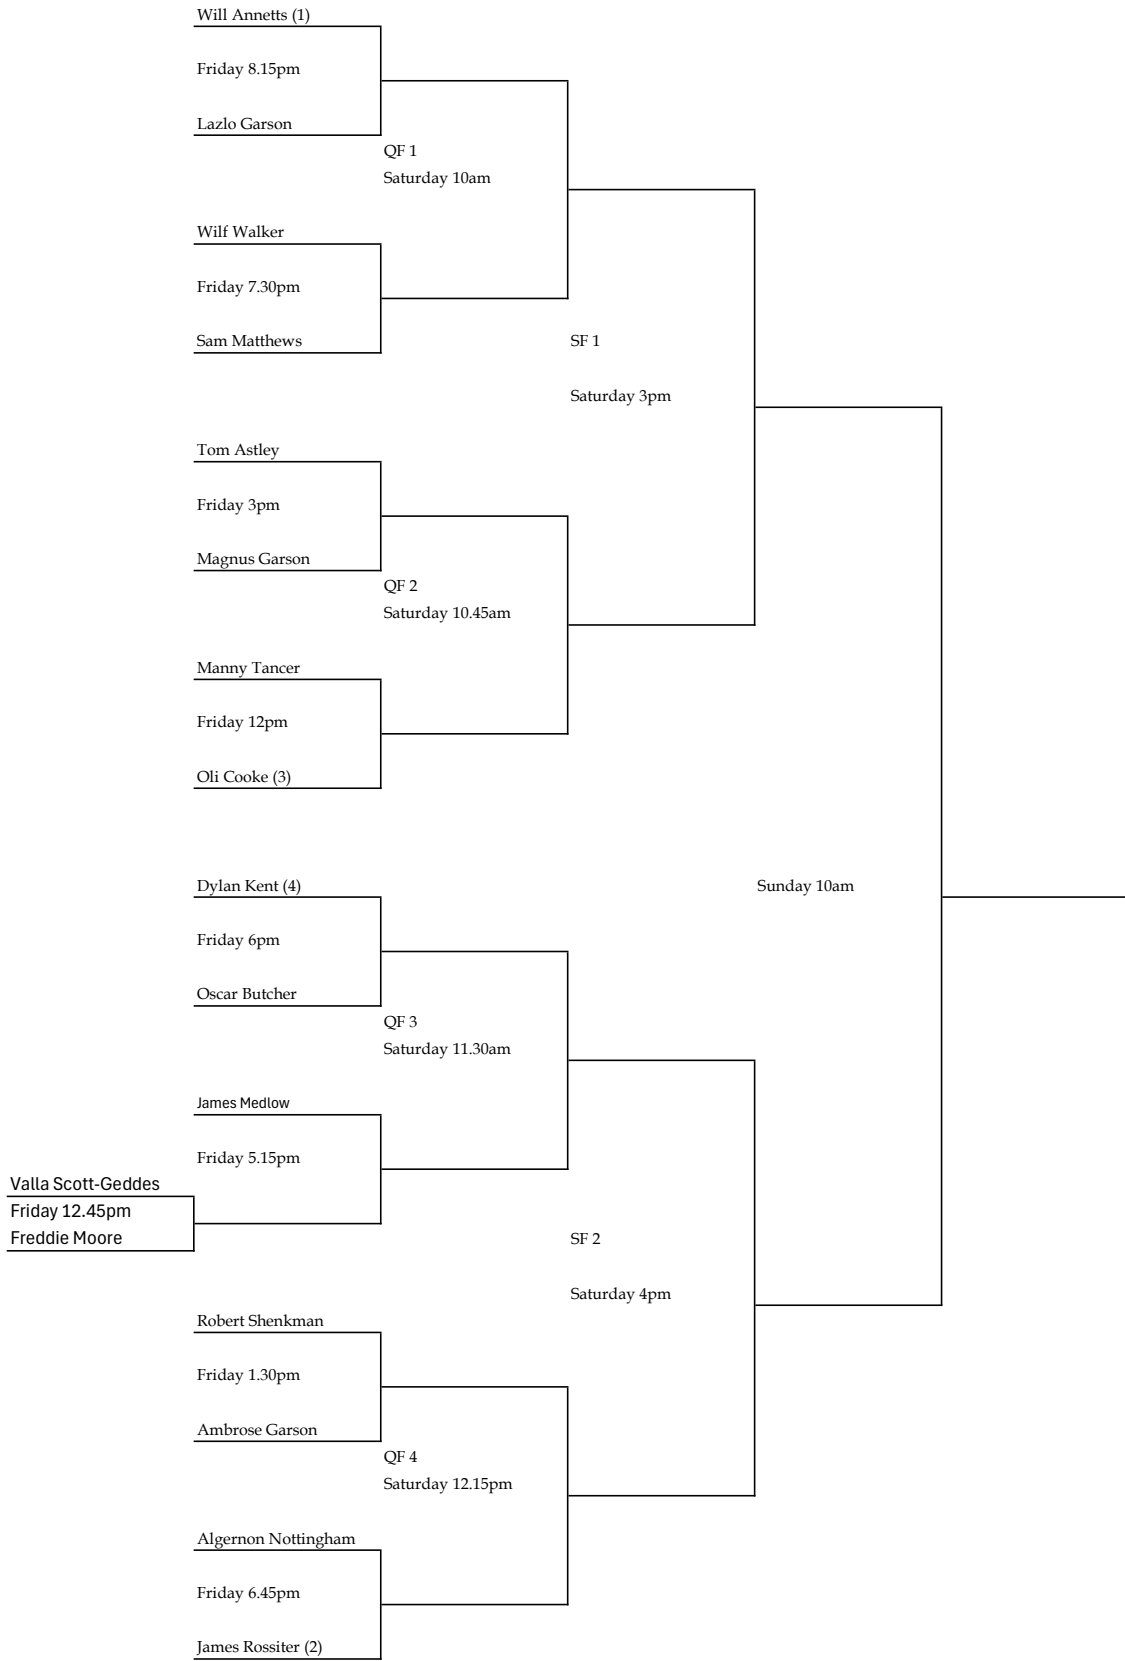 Will Annetts (1)
Friday 8.15pm
Lazlo Garson
QF 1
Saturday 10am
Wilf Walker
Friday 7.30pm
Sam Matthews
SF 1
Saturday 3pm
Tom Astley
Friday 3pm
Magnus Garson
QF 2
Saturday 10.45am
Manny Tancer
Friday 12pm
Oli Cooke (3)
Dylan Kent (4)
Sunday 10am
Friday 6pm
Oscar Butcher
QF 3
Saturday 11.30am
James Medlow
Friday 5.15pm
Valla Scott-Geddes
Friday 12.45pm
Freddie Moore
SF 2
Saturday 4pm
Robert Shenkman
Friday 1.30pm
Ambrose Garson
QF 4
Saturday 12.15pm
Algernon Nottingham
Friday 6.45pm
James Rossiter (2)